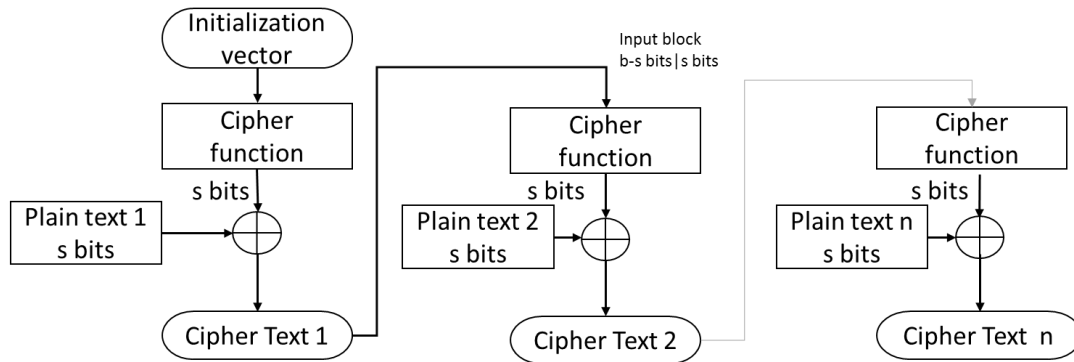 Initialization
vector
Input block
b-s bits|s bits
Cipher
function
Cipher
function
Cipher
function
s bits
s bits
s bits
Plain text 1
s bits
Plain text 2
s bits
Plain text n
s bits
Cipher Text 1
Cipher Text 2
Cipher Text n